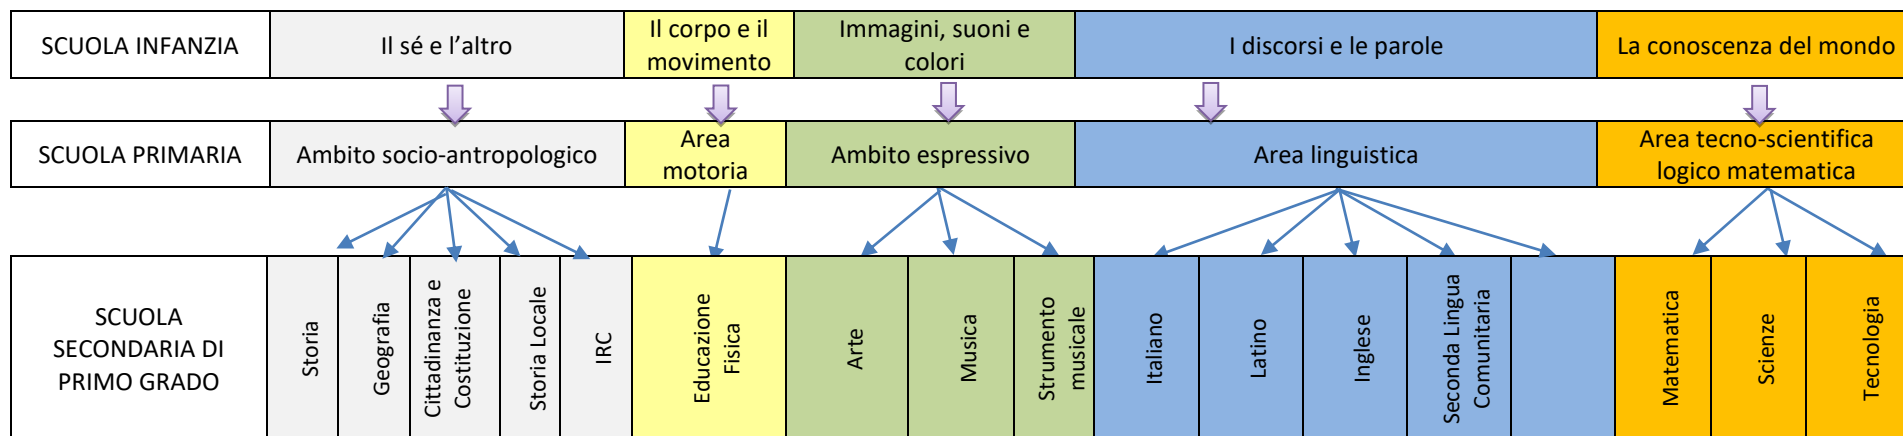 SCUOLA INFANZIA
Il sé e l’altro
Il corpo e il
movimento
Immagini, suoni e
colori
I discorsi e le parole
La conoscenza del mondo
SCUOLA PRIMARIA
Ambito socio-antropologico
Area
motoria
Ambito espressivo
Area linguistica
Area tecno-scientifica
logico matematica
SCUOLA
SECONDARIA DI
PRIMO GRADO
Storia
Geografia
Cittadinanza e
Costituzione
Storia Locale
IRC
Educazione
Fisica
Arte
Musica
Strumento
musicale
Italiano
Latino
Inglese
Seconda Lingua
Comunitaria
Matematica
Scienze
Tecnologia